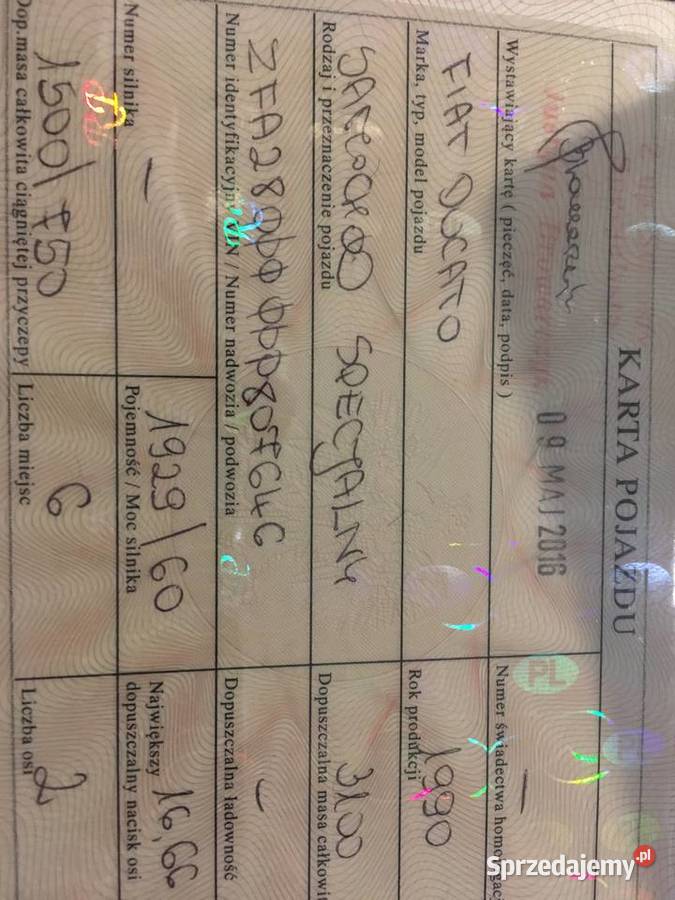 KARTA POJAZDU
09 MAJ 2016
PL
Wystawiający kartę ( pieczęć, data, podpis )
Numer świadectwa homologacji
—
FIAT DUCATO
1990
Marka, typ, model pojazdu
Rok produkcji
SAMOCHÓD SPECJALNY
3100
Rodzaj i przeznaczenie pojazdu
Dopuszczalna masa całkowita
—
Numer identyfikacyjny VIN / Numer nadwozia / podwozia
Dopuszczalna ładowność
—
1929/60
16,66
Numer silnika
Pojemność / Moc silnika
Największy
dopuszczalny nacisk osi
1500/750
6
2
Dop.masa całkowita ciągniętej przyczepy
Liczba miejsc
Liczba osi
Sprzedajemy.pl